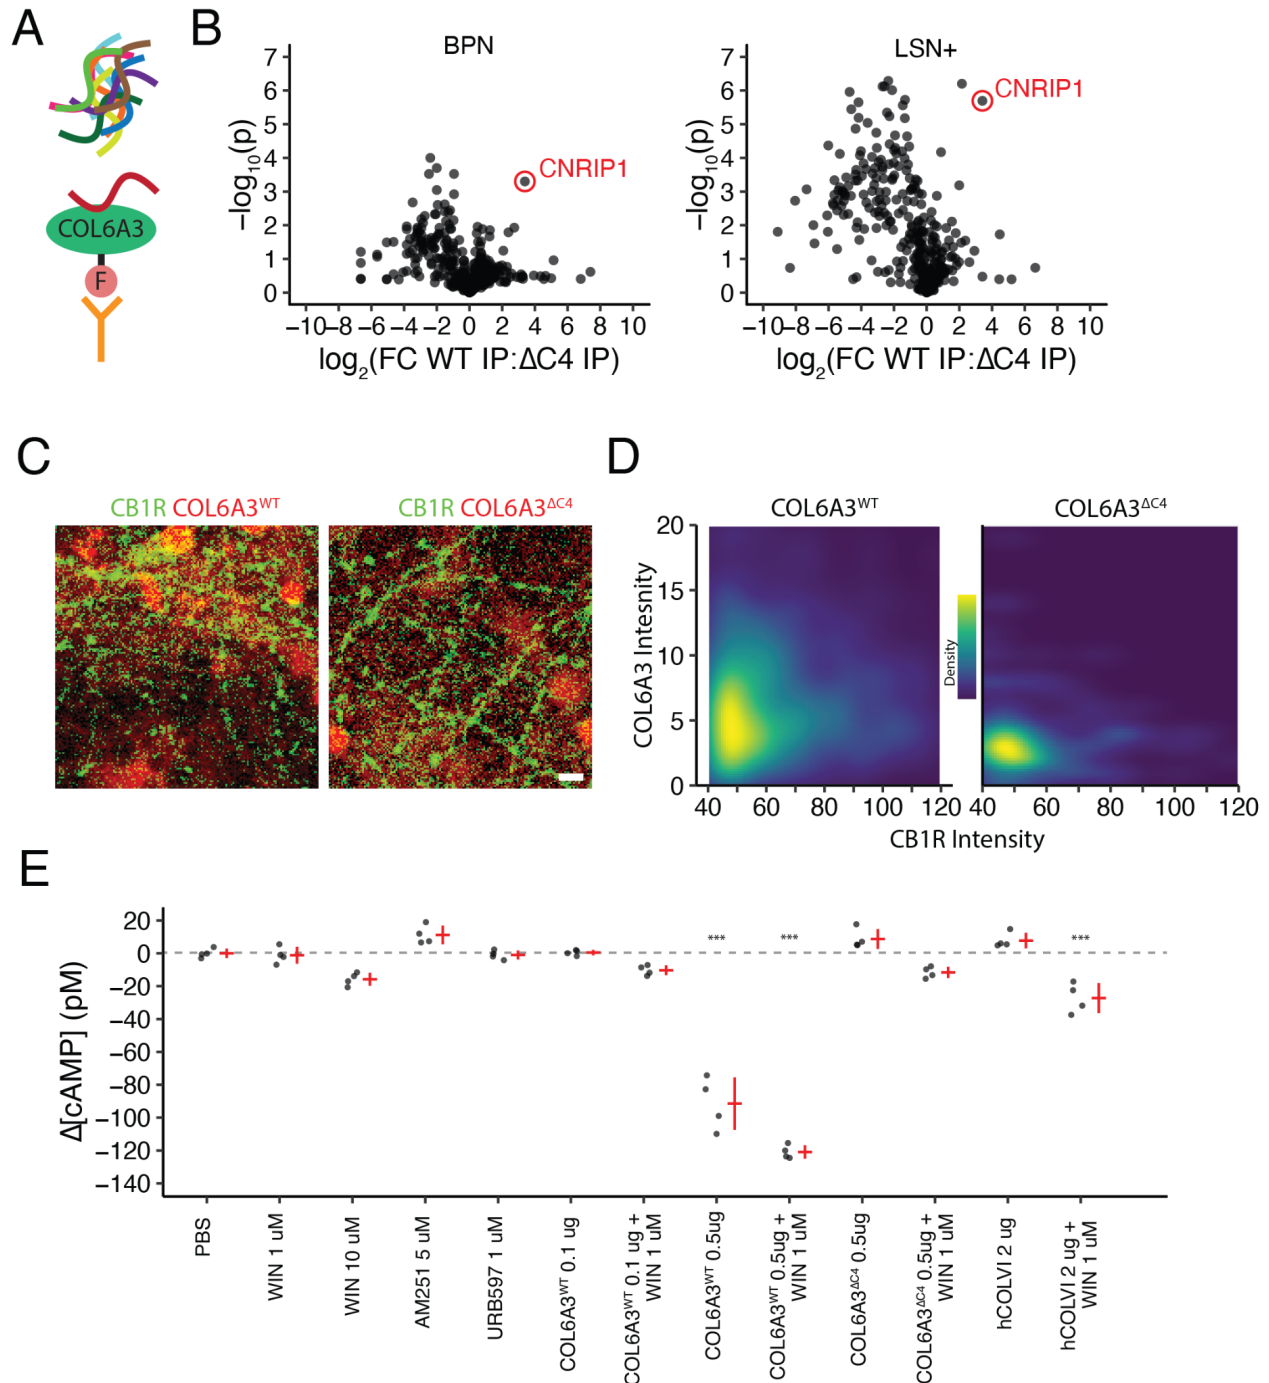 A
COL6A3
F
B
BPN
7
6
5
4
3
2
1
0
−log10(p)
CNRIP1
−10−8 −6 −4 −2 0 2 4 6 8 10
log2(FC WT IP:ΔC4 IP)
LSN+
7
6
5
4
3
2
1
0
−log10(p)
CNRIP1
−10−8 −6 −4 −2 0 2 4 6 8 10
log2(FC WT IP:ΔC4 IP)
C
CB1R COL6A3WT
CB1R COL6A3ΔC4
D
COL6A3WT
COL6A3ΔC4
20
15
10
5
0
COL6A3 Intesnity
Density
40 60 80 100 120
40 60 80 100 120
CB1R Intensity
E
20
0
−20
−40
−60
−80
−100
−120
−140
Δ[cAMP] (pM)
*** *** ***
PBS
WIN 1 uM
WIN 10 uM
AM251 5 uM
URB597 1 uM
COL6A3WT 0.1 ug
COL6A3WT 0.1 ug +
WIN 1 uM
COL6A3WT 0.5ug
COL6A3WT 0.5ug +
WIN 1 uM
COL6A3ΔC4 0.5ug
COL6A3ΔC4 0.5ug +
WIN 1 uM
hCOLVI 2 ug
hCOLVI 2 ug +
WIN 1 uM